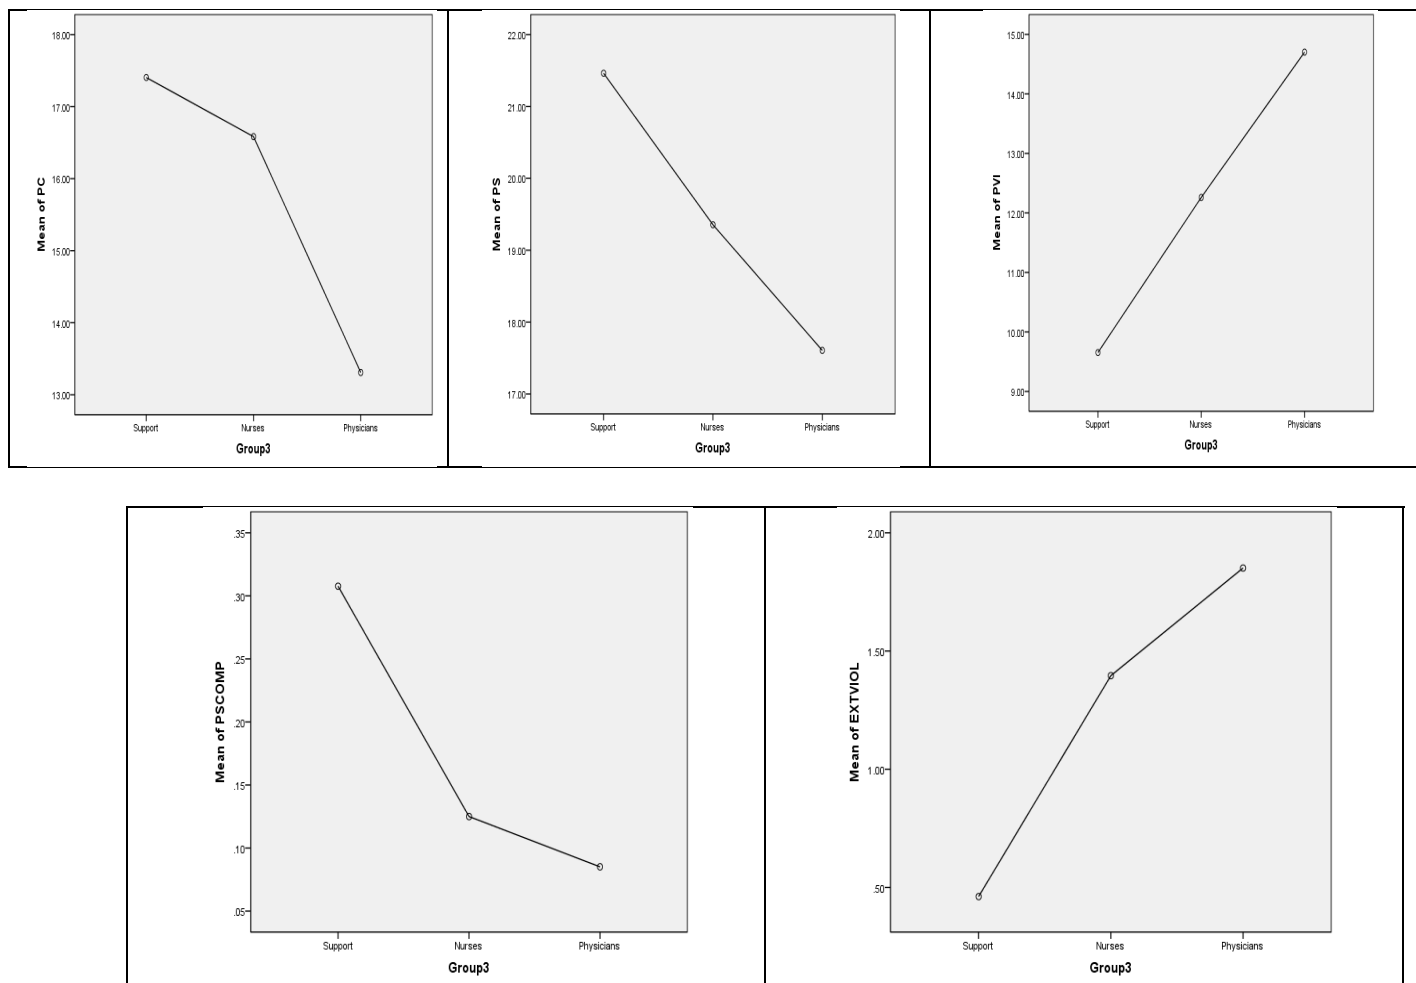 Mean of PC
18.00
17.00
16.00
15.00
14.00
13.00
Support Nurses Physicians
Group3
Mean of PS
22.00
21.00
20.00
19.00
18.00
17.00
Support Nurses Physicians
Group3
Mean of PVI
15.00
14.00
13.00
12.00
11.00
10.00
9.00
Support Nurses Physicians
Group3
Mean of PSCOMP
.35
.30
.25
.20
.15
.10
.05
Support Nurses Physicians
Group3
Mean of EXTVIOL
2.00
1.50
1.00
.50
Support Nurses Physicians
Group3